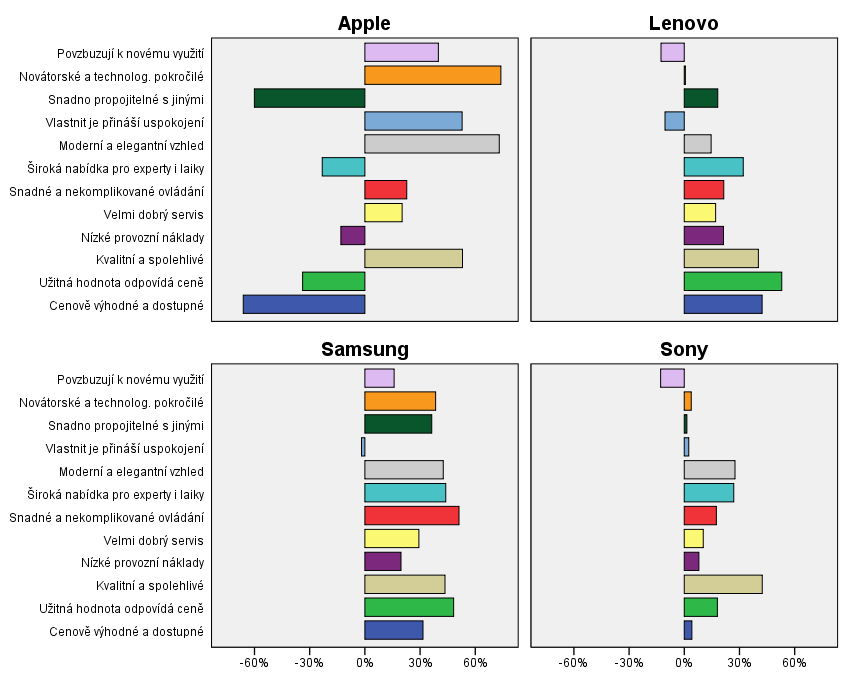 Apple
Lenovo
Povzbuzují k novému využití
Novátorské a technolog. pokročilé
Snadno propojitelné s jinými
Vlastnit je přináší uspokojení
Moderní a elegantní vzhled
Široká nabídka pro experty i laiky
Snadné a nekomplikované ovládání
Velmi dobrý servis
Nízké provozní náklady
Kvalitní a spolehlivé
Užitná hodnota odpovídá ceně
Cenově výhodné a dostupné
Samsung
Sony
Povzbuzují k novému využití
Novátorské a technolog. pokročilé
Snadno propojitelné s jinými
Vlastnit je přináší uspokojení
Moderní a elegantní vzhled
Široká nabídka pro experty i laiky
Snadné a nekomplikované ovládání
Velmi dobrý servis
Nízké provozní náklady
Kvalitní a spolehlivé
Užitná hodnota odpovídá ceně
Cenově výhodné a dostupné
-60% -30% 0% 30% 60% -60% -30% 0% 30% 60%